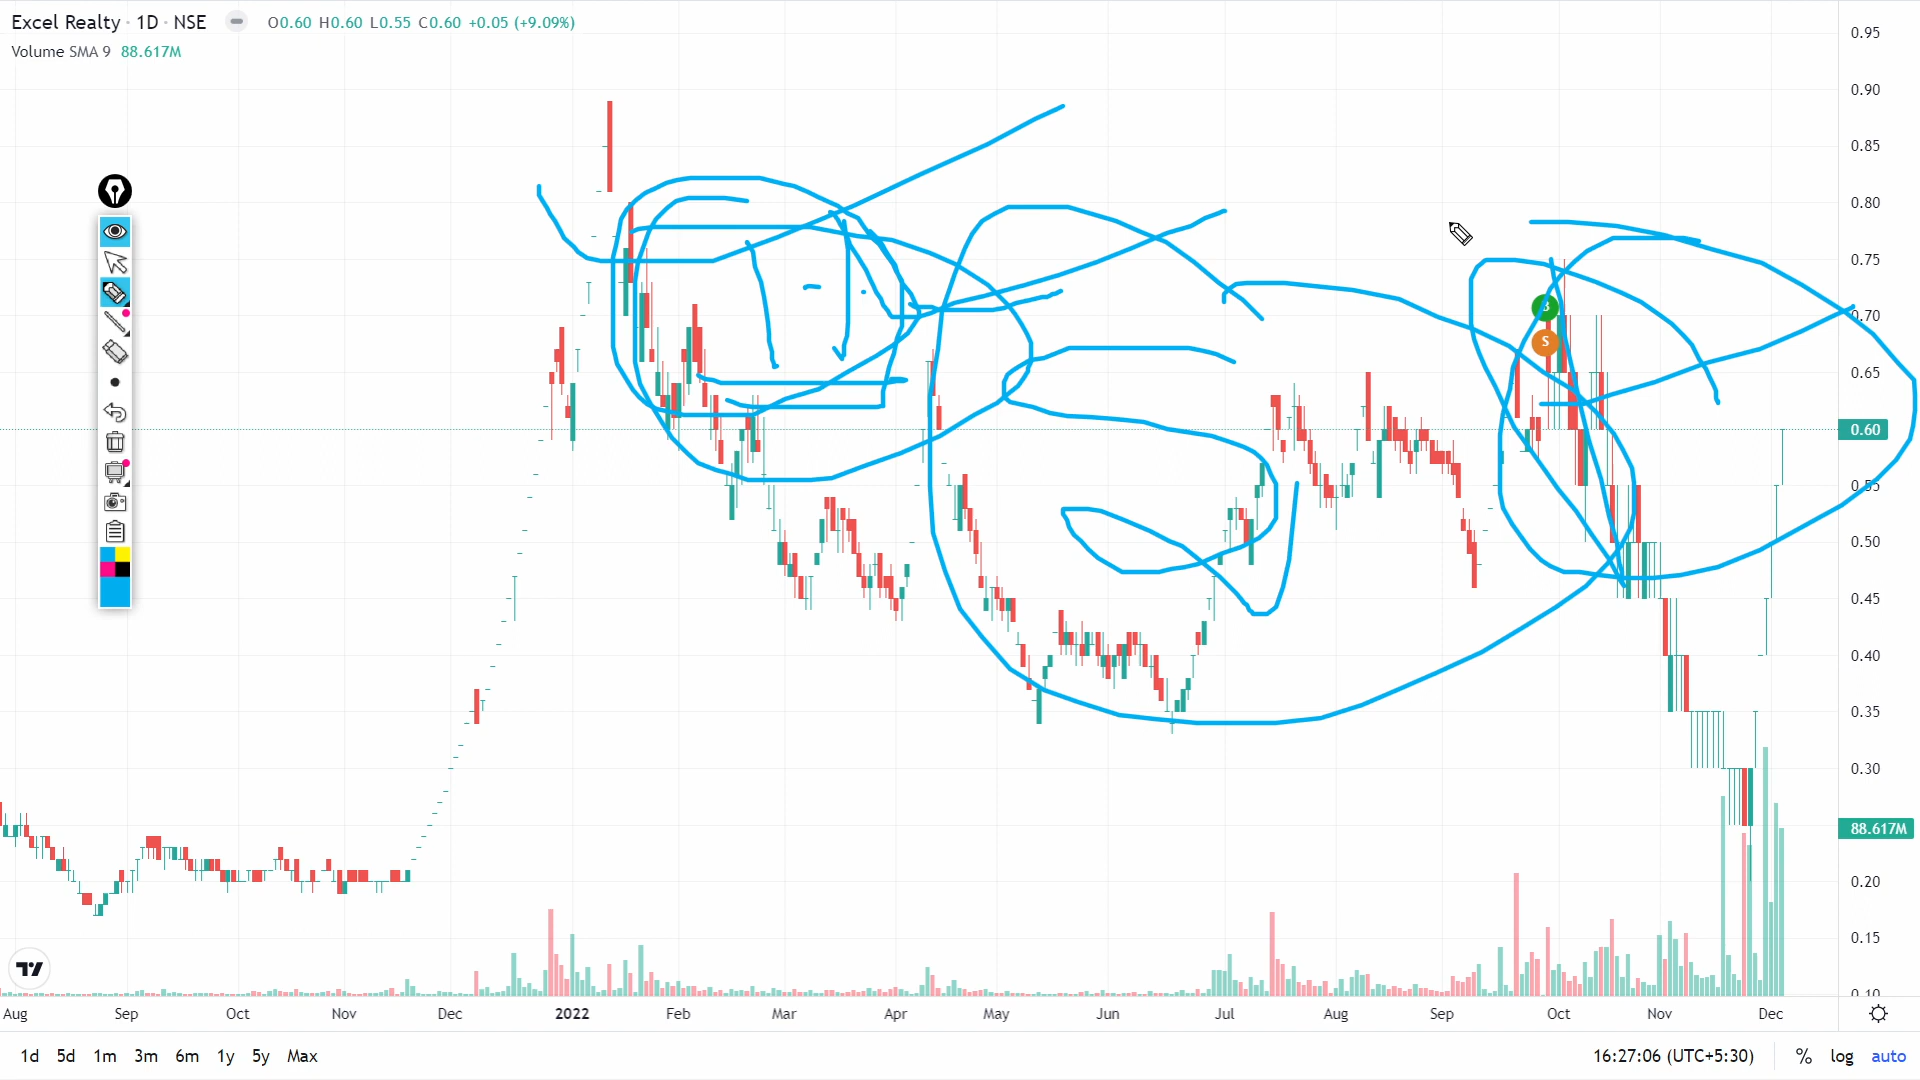 Excel Realty · 1D · NSE O0.60 H0.60 L0.55 C0.60 +0.05 (+9.09%)
Volume SMA 9 88.617M
0.95
0.90
0.85
0.80
0.75
0.70
0.65
0.60
0.55
0.50
0.45
0.40
0.35
0.30
88.617M
0.20
0.15
0.10
S
Aug Sep Oct Nov Dec 2022 Feb Mar Apr May Jun Jul Aug Sep Oct Nov Dec
1d 5d 1m 3m 6m 1y 5y Max 16:27:06 (UTC+5:30) % log auto